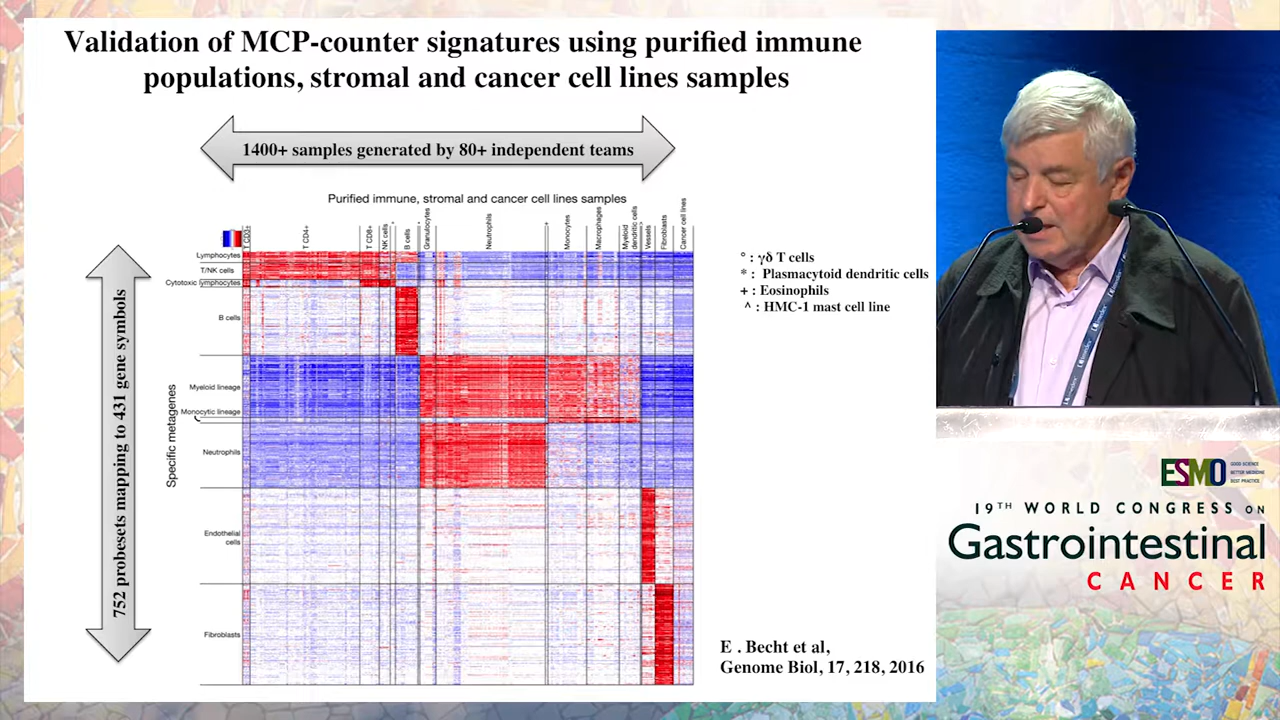 Validation of MCP-counter signatures using purified immune
populations, stromal and cancer cell lines samples
1400+ samples generated by 80+ independent teams
Purified immune, stromal and cancer cell lines samples
T CD3+
T CD4+
T CD8+
NK cells
°
B cells
*
Granulocytes
Neutrophils
+
Monocytes
Macrophages
Myeloid
dendritic cells
^
Vessels
Fibroblasts
Cancer cell lines
752 probesets mapping to 431 gene symbols
Specific metagenes
Lymphocytes
T/NK cells
Cytotoxic lymphocytes
B cells
Myeloid lineage
Monocytic lineage
Neutrophils
Endothelial
cells
Fibroblasts
° : γδ T cells
* : Plasmacytoid dendritic cells
+ : Eosinophils
^ : HMC-1 mast cell line
E . Becht et al,
Genome Biol, 17, 218, 2016
ESMO
GOOD SCIENCE
BETTER MEDICINE
BEST PRACTICE
19TH WORLD CONGRESS ON
Gastrointestinal
CANCER